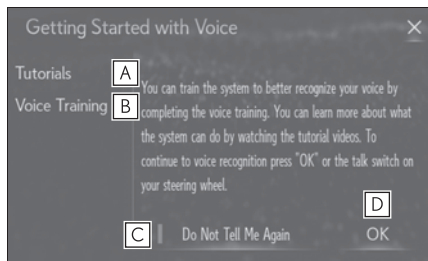 Getting Started with Voice
Tutorials
A
Voice Training
B
You can train the system to better recognize your voice by
completing the voice training. You can learn more about what
the system can do by watching the tutorial videos. To
continue to voice recognition press "OK" or the talk switch on
your steering wheel.
C
Do Not Tell Me Again
D
OK